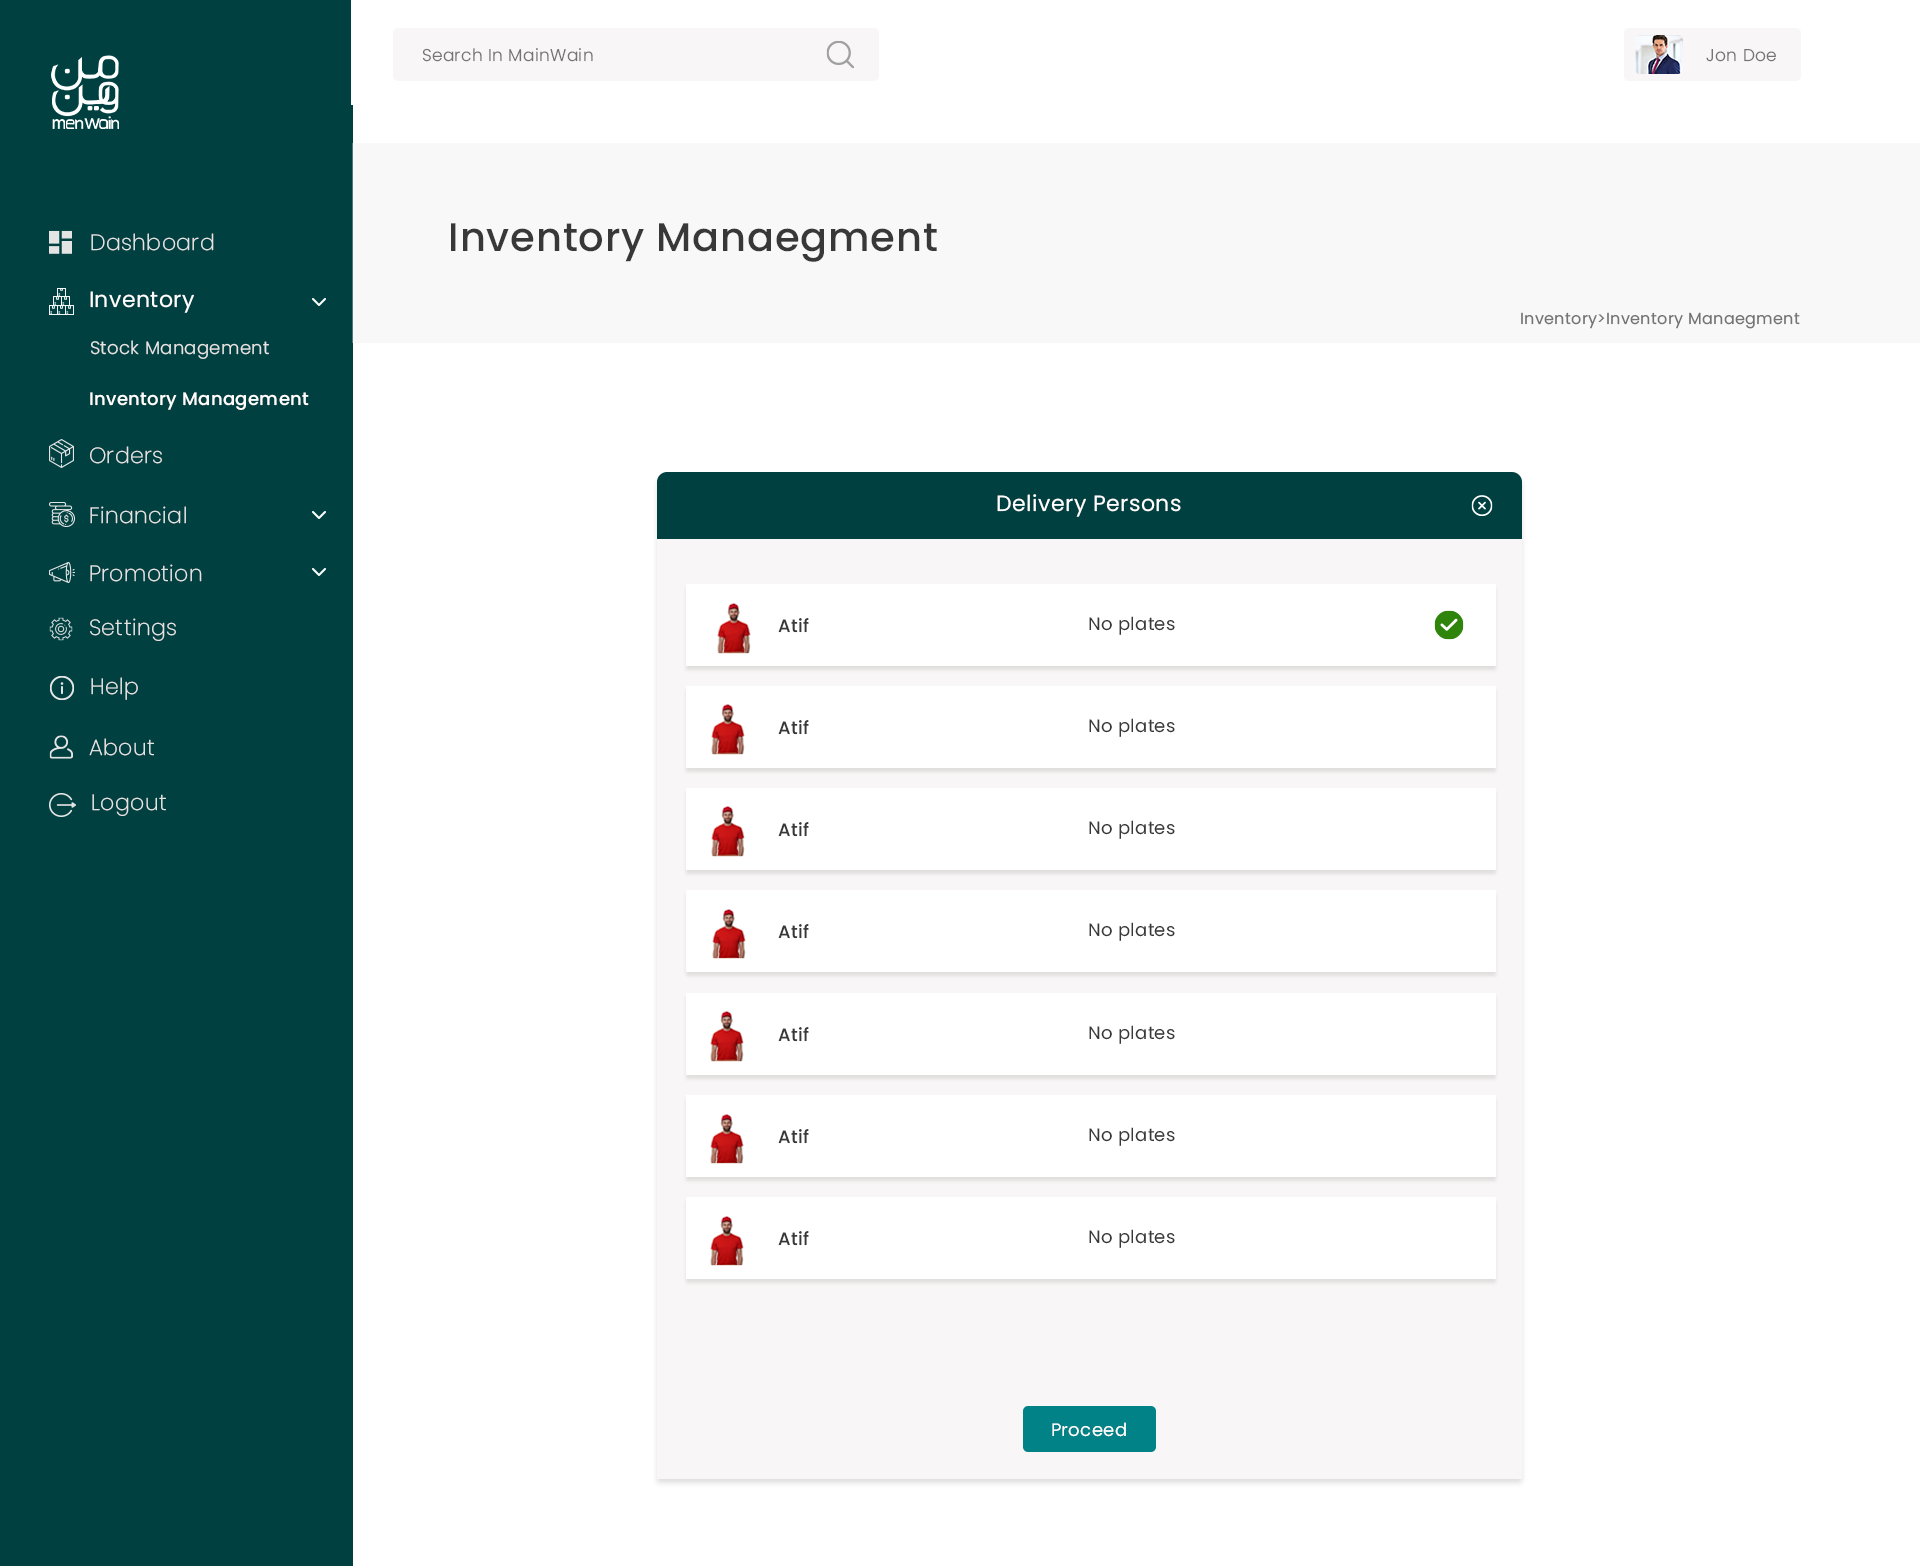 من
وين
menWain
Search In MainWain
Jon Doe
Dashboard
Inventory
Stock Management
Inventory Management
Orders
Financial
Promotion
Settings
Help
About
Logout
Inventory Manaegment
Inventory>Inventory Manaegment
Delivery Persons
Atif No plates
Atif No plates
Atif No plates
Atif No plates
Atif No plates
Atif No plates
Atif No plates
Proceed